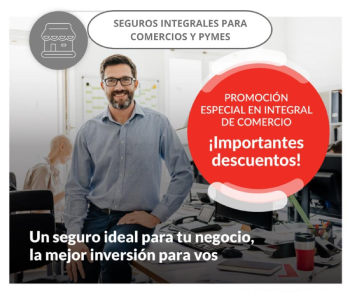 SEGUROS INTEGRALES PARA
COMERCIOS Y PYMES
PROMOCIÓN
ESPECIAL EN INTEGRAL
DE COMERCIO
¡Importantes
descuentos!
Un seguro ideal para tu negocio,
la mejor inversión para vos